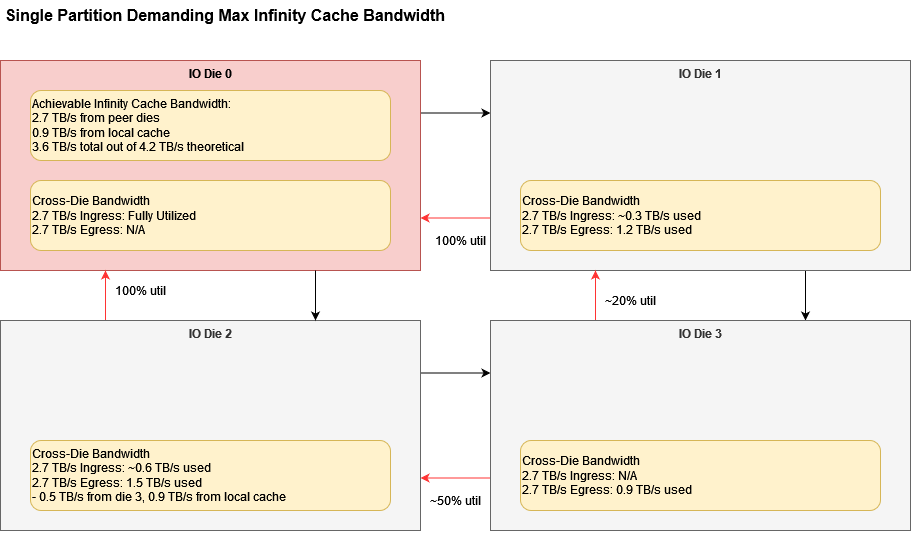 Single Partition Demanding Max Infinity Cache Bandwidth
IO Die 0
Achievable Infinity Cache Bandwidth:
2.7 TB/s from peer dies
0.9 TB/s from local cache
3.6 TB/s total out of 4.2 TB/s theoretical
Cross-Die Bandwidth
2.7 TB/s Ingress: Fully Utilized
2.7 TB/s Egress: N/A
IO Die 1
Cross-Die Bandwidth
2.7 TB/s Ingress: ~0.3 TB/s used
2.7 TB/s Egress: 1.2 TB/s used
100% util
100% util
~20% util
IO Die 2
Cross-Die Bandwidth
2.7 TB/s Ingress: ~0.6 TB/s used
2.7 TB/s Egress: 1.5 TB/s used
- 0.5 TB/s from die 3, 0.9 TB/s from local cache
IO Die 3
Cross-Die Bandwidth
2.7 TB/s Ingress: N/A
2.7 TB/s Egress: 0.9 TB/s used
~50% util